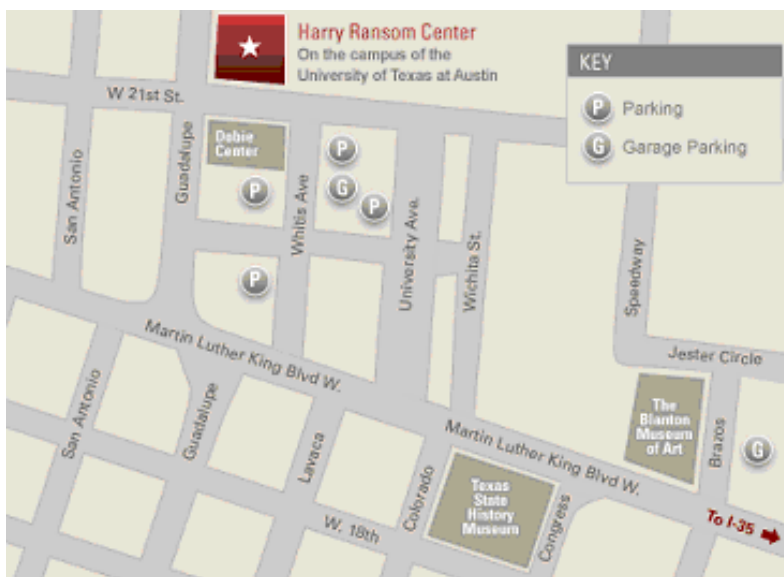 Harry Ransom Center
On the campus of the
University of Texas at Austin
KEY
P Parking
G Garage Parking
W 21st St.
Dobie
Center
P
P
G
P
P
San Antonio
Guadalupe
Whitis Ave
University Ave.
Wichita St.
Speedway
Jester Circle
Martin Luther King Blvd W.
San Antonio
Guadalupe
Lavaca
Colorado
W. 18th
Texas
State
History
Museum
Congress
Martin Luther King Blvd W.
The
Blanton
Museum
of Art
Brazos
G
To I-35